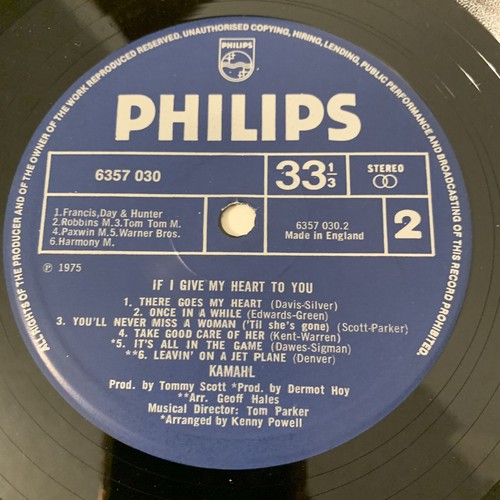 ALL RIGHTS OF THE PRODUCER AND OF THE OWNER OF THE WORK REPRODUCED RESERVED. UNAUTHORISED COPYING, HIRING, LENDING, PUBLIC PERFORMANCE AND BROADCASTING OF THIS RECORD PROHIBITED.
PHILIPS
PHILIPS
6357 030
33 1/3
STEREO
1.Francis,Day & Hunter
2.Robbins M.3.Tom Tom M.
4.Paxwin M.5.Warner Bros.
6.Harmony M.
6357 030.2
Made in England
2
℗ 1975
IF I GIVE MY HEART TO YOU
1. THERE GOES MY HEART (Davis-Silver)
2. ONCE IN A WHILE (Edwards-Green)
3. YOU'LL NEVER MISS A WOMAN ('Til she's gone) (Scott-Parker)
4. TAKE GOOD CARE OF HER (Kent-Warren)
*5. IT'S ALL IN THE GAME (Dawes-Sigman)
**6. LEAVIN' ON A JET PLANE (Denver)
KAMAHL
Prod. by Tommy Scott *Prod. by Dermot Hoy
**Arr. Geoff Hales
Musical Director: Tom Parker
*Arranged by Kenny Powell